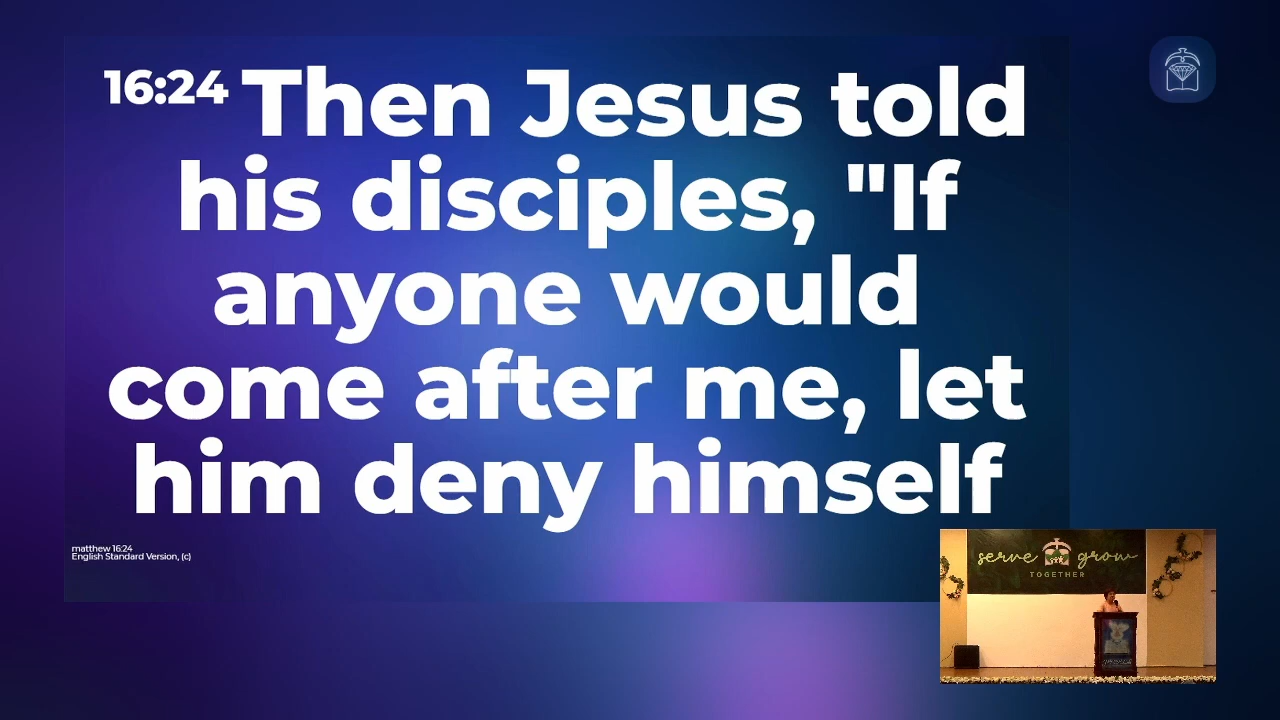 16:24 Then Jesus told
his disciples, "If
anyone would
come after me, let
him deny himself
matthew 16:24
English Standard Version, (c)
serve grow
TOGETHER